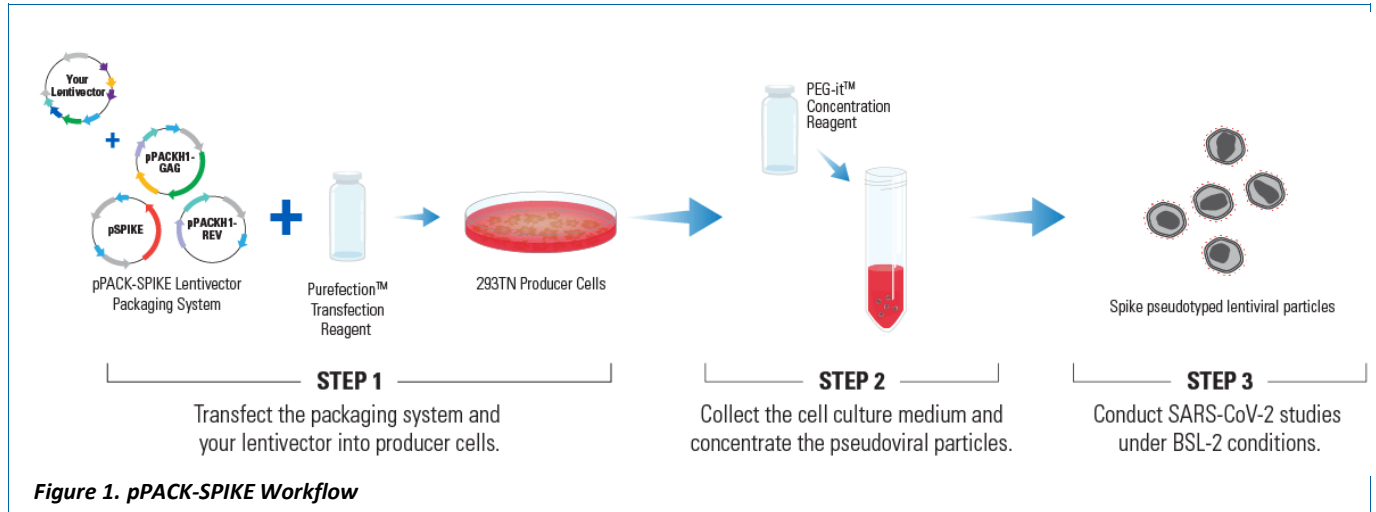 Your
Lentivector
pPACKH1-
GAG
pSPIKE
pPACKH1-
REV
pPACK-SPIKE Lentivector
Packaging System
Purefection™
Transfection
Reagent
293TN Producer Cells
PEG-it™
Concentration
Reagent
Spike pseudotyped lentiviral particles
STEP 1
Transfect the packaging system and
your lentivector into producer cells.
STEP 2
Collect the cell culture medium and
concentrate the pseudoviral particles.
STEP 3
Conduct SARS-CoV-2 studies
under BSL-2 conditions.
Figure 1. pPACK-SPIKE Workflow